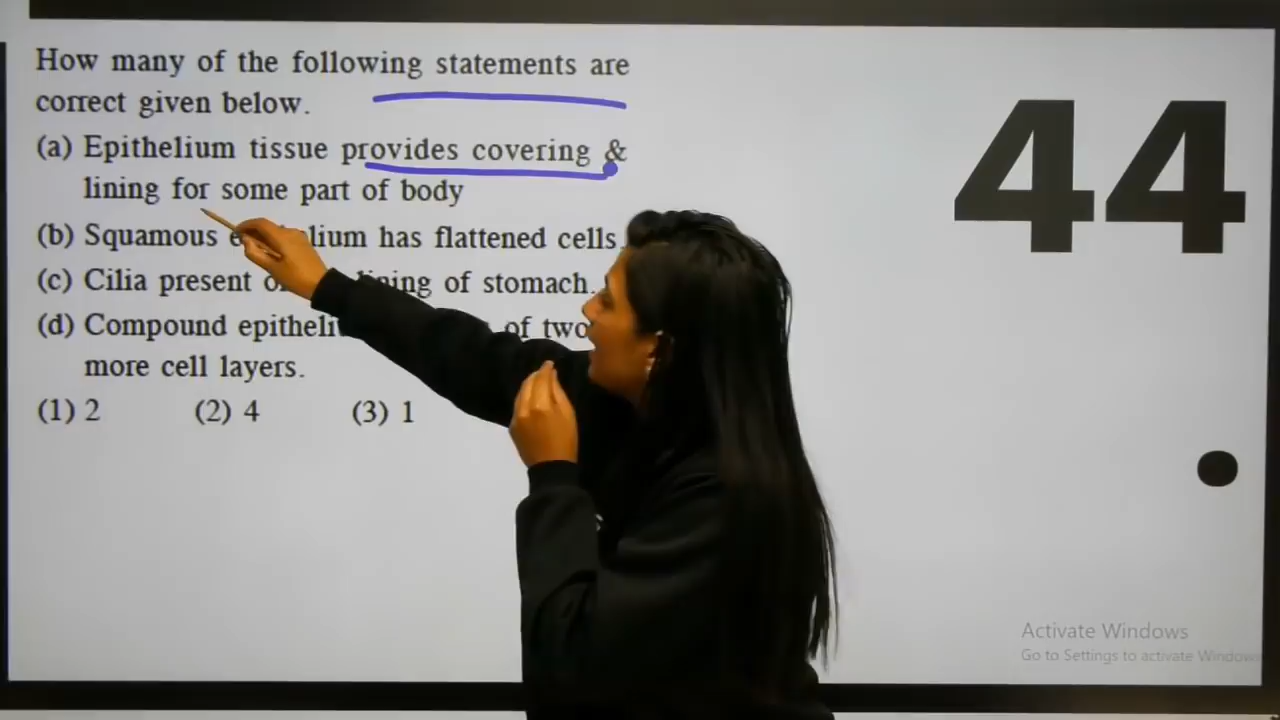 How many of the following statements are
correct given below.
(a) Epithelium tissue provides covering &
lining for some part of body
(b) Squamous has flattened cells
(c) Cilia present of stomach.
(d) Compound of two
more cell layers.
(1) 2 (2) 4 (3) 1
44
Activate Windows
Go to Settings to activate Windows